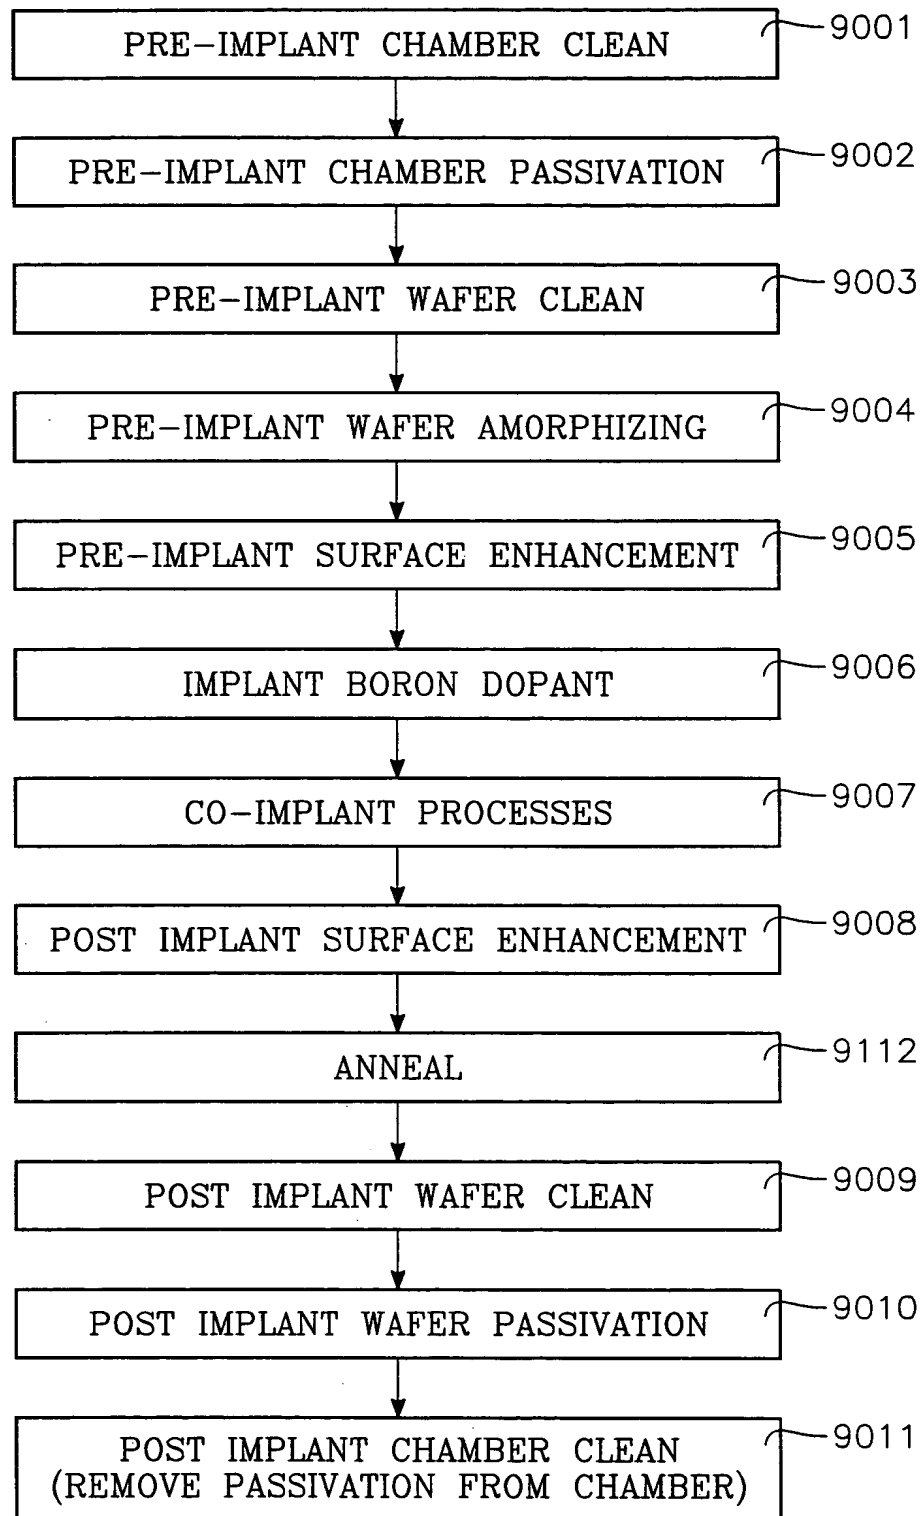 PRE-IMPLANT CHAMBER CLEAN 9001
PRE-IMPLANT CHAMBER PASSIVATION 9002
PRE-IMPLANT WAFER CLEAN 9003
PRE-IMPLANT WAFER AMORPHIZING 9004
PRE-IMPLANT SURFACE ENHANCEMENT 9005
IMPLANT BORON DOPANT 9006
CO-IMPLANT PROCESSES 9007
POST IMPLANT SURFACE ENHANCEMENT 9008
ANNEAL 9112
POST IMPLANT WAFER CLEAN 9009
POST IMPLANT WAFER PASSIVATION 9010
POST IMPLANT CHAMBER CLEAN 9011
(REMOVE PASSIVATION FROM CHAMBER)